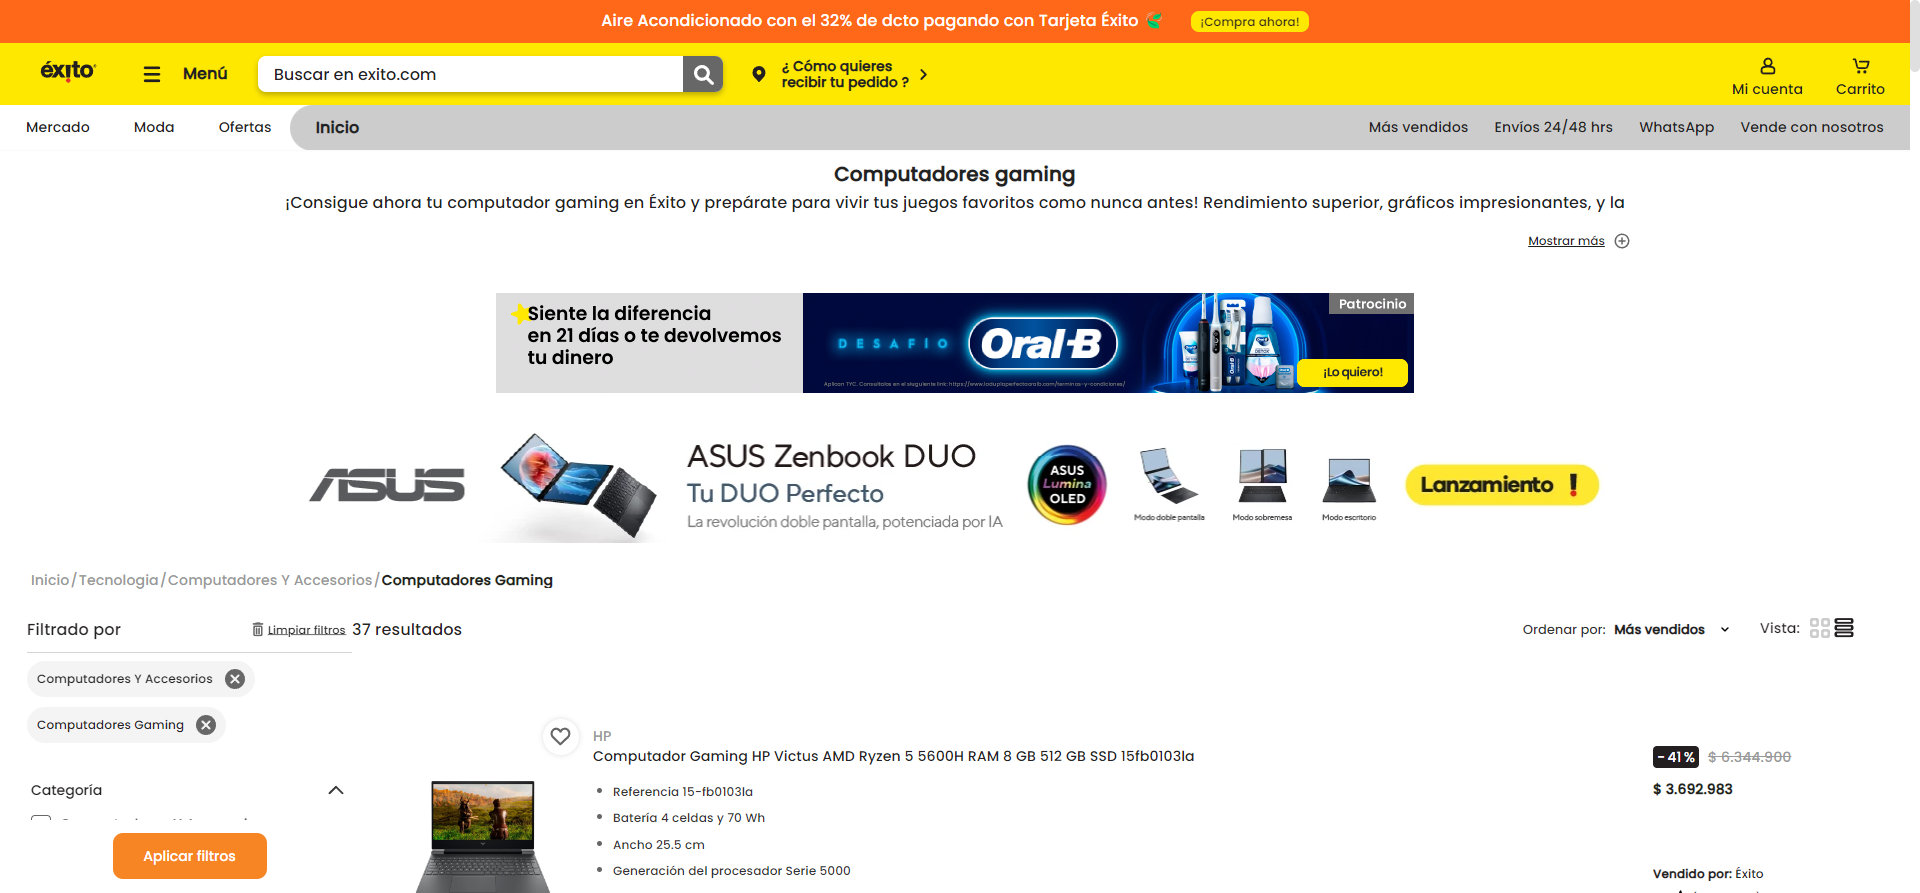 Aire Acondicionado con el 32% de dcto pagando con Tarjeta Éxito
¡Compra ahora!
éxito
Menú
Buscar en exito.com
¿ Cómo quieres
recibir tu pedido ?
Mi cuenta
Carrito
Mercado
Moda
Ofertas
Inicio
Más vendidos
Envíos 24/48 hrs
WhatsApp
Vende con nosotros
Computadores gaming
¡Consigue ahora tu computador gaming en Éxito y prepárate para vivir tus juegos favoritos como nunca antes! Rendimiento superior, gráficos impresionantes, y la
Mostrar más
Siente la diferencia
en 21 días o te devolvemos
tu dinero
DESAFIO
Oral-B
Patrocinio
¡Lo quiero!
Aplican TYC. Consúltalos en el siuguiente link: https://www.laduplaperfectaoralb.com/terminos-y-condiciones/
ASUS
ASUS Zenbook DUO
Tu DUO Perfecto
La revolución doble pantalla, potenciada por IA
ASUS
Lumina
OLED
Modo doble pantalla
Modo sobremesa
Modo escritorio
Lanzamiento !
Inicio/Tecnologia/Computadores Y Accesorios/Computadores Gaming
Filtrado por
Limpiar filtros
37 resultados
Ordenar por: Más vendidos
Vista:
Computadores Y Accesorios
Computadores Gaming
Categoría
Aplicar filtros
HP
Computador Gaming HP Victus AMD Ryzen 5 5600H RAM 8 GB 512 GB SSD 15fb0103la
Referencia 15-fb0103la
Batería 4 celdas y 70 Wh
Ancho 25.5 cm
Generación del procesador Serie 5000
- 41 %
$ 6.344.900
$ 3.692.983
Vendido por: Éxito